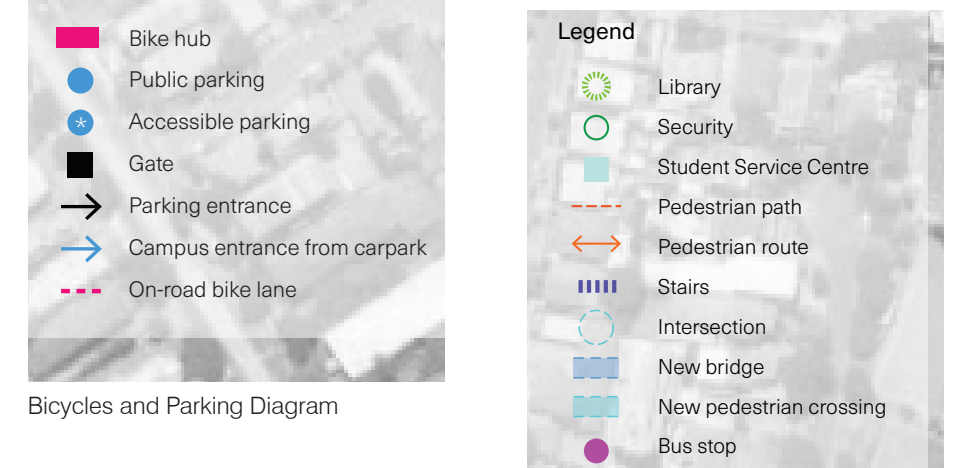 Bike hub
Public parking
Accessible parking
Gate
Parking entrance
Campus entrance from carpark
On-road bike lane
Bicycles and Parking Diagram
Legend
Library
Security
Student Service Centre
Pedestrian path
Pedestrian route
Stairs
Intersection
New bridge
New pedestrian crossing
Bus stop